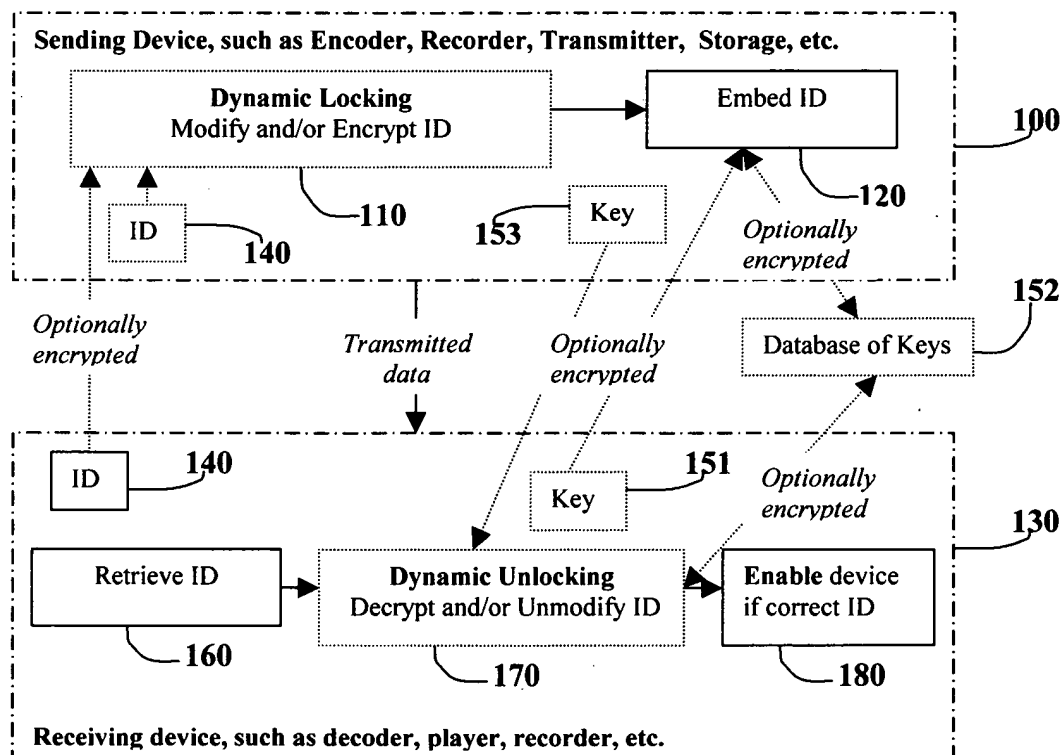 Sending Device, such as Encoder, Recorder, Transmitter, Storage, etc.
Dynamic Locking
Modify and/or Encrypt ID
Embed ID
100
110
120
ID
140
153
Key
Optionally
encrypted
152
Optionally
encrypted
Transmitted
data
Optionally
encrypted
Database of Keys
ID
140
Key
151
Optionally
encrypted
130
Retrieve ID
Dynamic Unlocking
Decrypt and/or Unmodify ID
Enable device
if correct ID
160
170
180
Receiving device, such as decoder, player, recorder, etc.